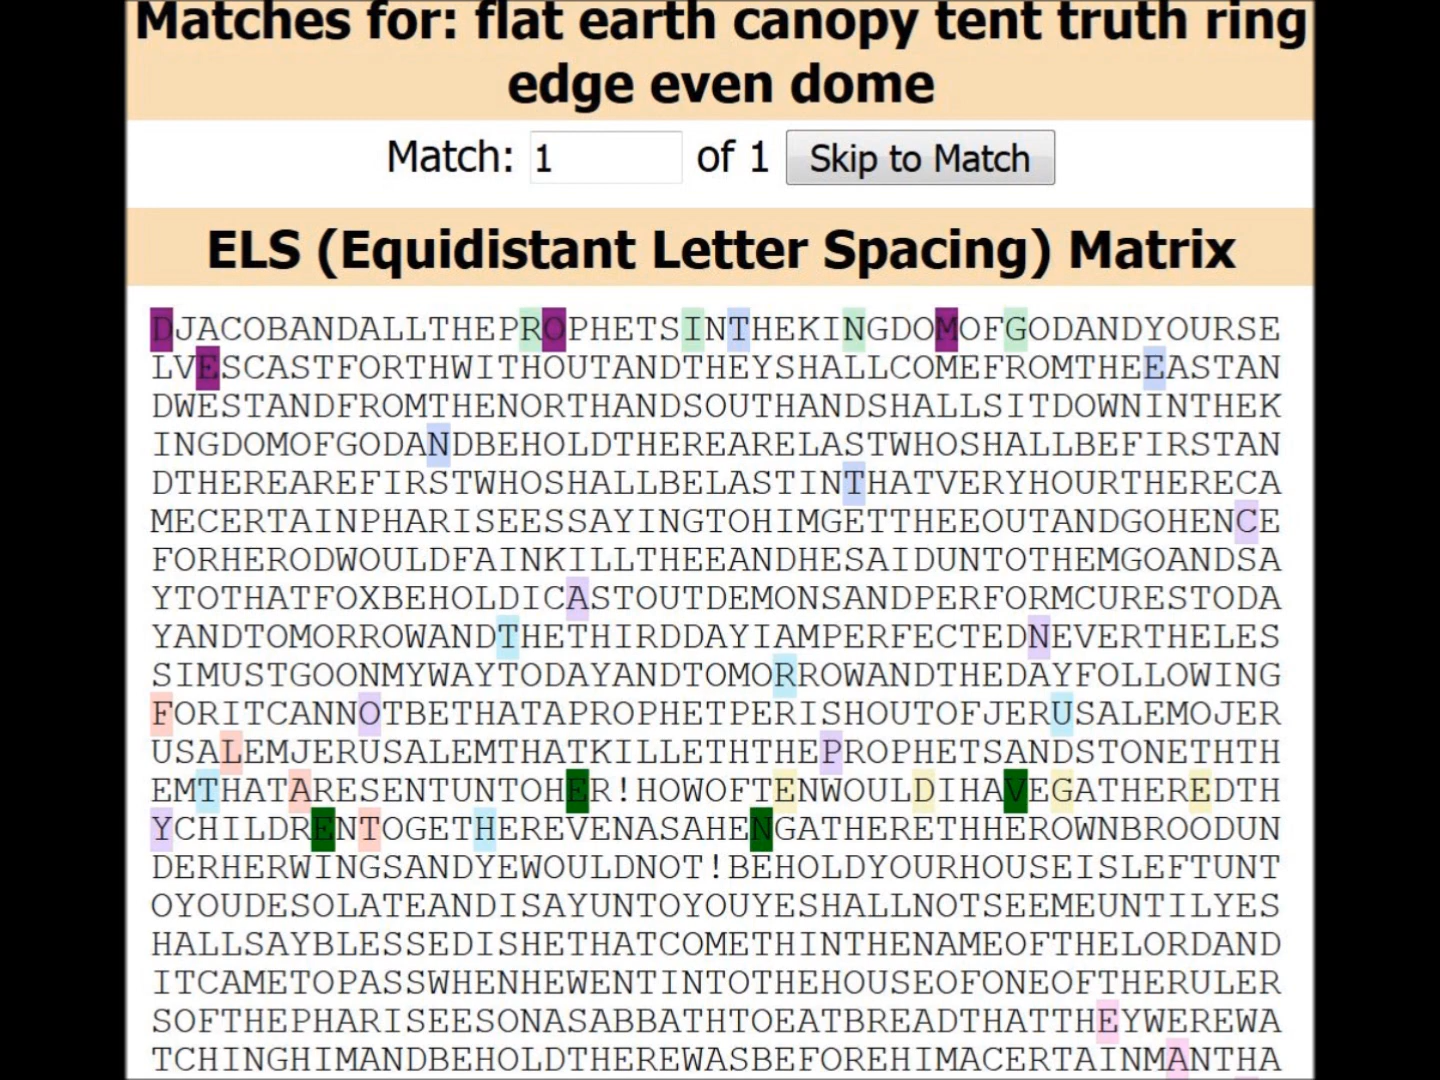 Matches for: flat earth canopy tent truth ring
edge even dome
Match: 1 of 1 Skip to Match
ELS (Equidistant Letter Spacing) Matrix
DJACOBANDALLTHEPROPHETSINTHEKINGDOMOFGODANDYOURSE
LVESCASTFORTHWITHOUTANDTHEYSHALLCOMEFROMTHEEASTAN
DWESTANDFROMTHENORTHANDSOUTHANDSHALLSITDOWNINTHEK
INGDOMOFGODANDBEHOLDTHEREARELASTWHOSHALLBEFIRSTAN
DTHEREAREFIRSTWHOSHALLBELASTINTHATVERYHOURTHERECA
MECERTAINPHARISEESSAYINGTOHIMGETTHEEOUTANDGOHENCE
FORHERODWOULDFAINKILLTHEEANDHESAIDUNTOTHEMGOANDSA
YTOTHATFOXBEHOLDICASTOUTDEMONSANDPERFORMCURESTODA
YANDTOMORROWANDTHETHIRDDAYIAMPERFECTEDNEVERTHELES
SIMUSTGOONMYWAYTODAYANDTOMORROWANDTHEDAYFOLLOWING
FORITCANNOTBETHATAPROPHETPERISHOUTOFJERUSALEMOJER
USALEMJERUSALEMTHATKILLETHTHEPROPHETSANDSTONETHTH
EMTHATARESENTUNTOHER!HOWOFTENWOULDIHAVEGATHEREDTH
YCHILDRENTOGETHEREVENASAHENGATHERETHHEROWNBROODUN
DERHERWINGSANDYEWOULDNOT!BEHOLDYOURHOUSEISLEFTUNT
OYOUDESOLATEANDISAYUNTOYOUYESHALLNOTSEEMEUNTILYES
HALLSAYBLESSEDISHETHATCOMETHINTHENAMEOFTHELORDAND
ITCAMETOPASSWHENHEWENTINTOTHEHOUSEOFONEOFTHERULER
SOFTHEPHARISEESONASABBATHTOEATBREADTHATTHEYWEREWA
TCHINGHIMANDBEHOLDTHEREWASBEFOREHIMACERTAINMANTHA